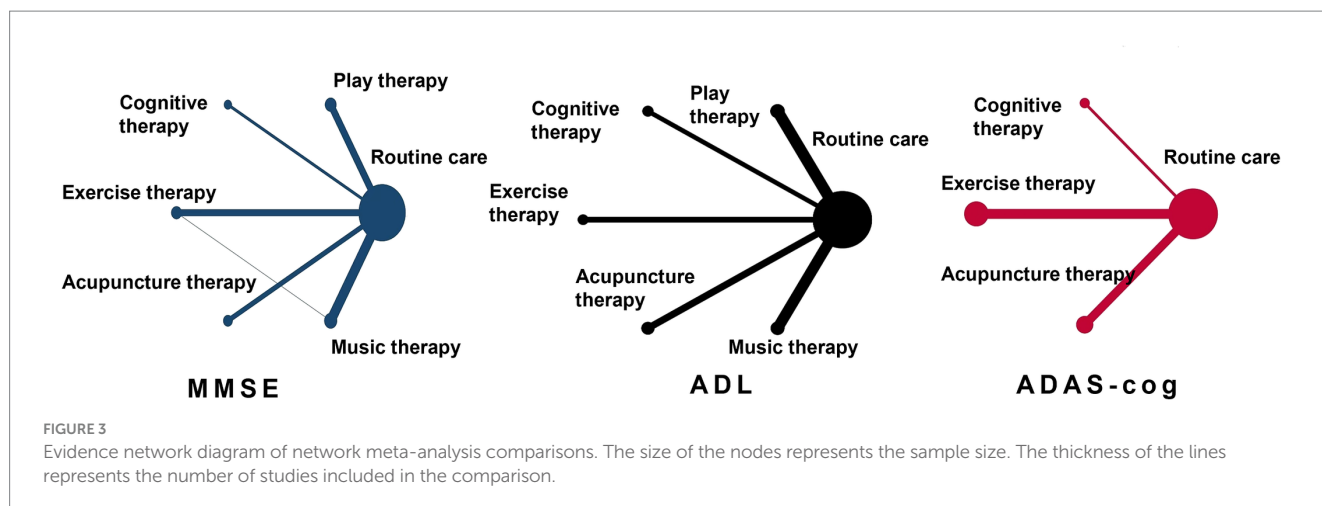 Play therapy
Cognitive
therapy
Routine care
Exercise therapy
Acupuncture therapy
Music therapy
MMSE
Play
therapy
Cognitive
therapy
Routine care
Exercise
therapy
Acupuncture
therapy
Music therapy
ADL
Cognitive
therapy
Routine care
Exercise therapy
Acupuncture therapy
ADAS-cog
FIGURE 3
Evidence network diagram of network meta-analysis comparisons. The size of the nodes represents the sample size. The thickness of the lines
represents the number of studies included in the comparison.